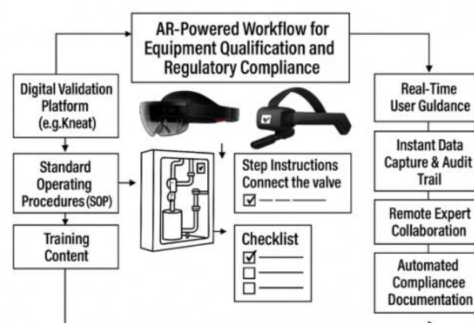 AR-Powered Workflow for
Equipment Qualification and
Regulatory Compliance
Digital Validation
Platform
(e.g.Kneat)
Standard
Operating
Procedures (SOP)
Training
Content
Step Instructions
Connect the valve
Checklist
Real-Time
User Guldance
Instant Data
Capture & Audit
Trail
Remote Expert
Collaboration
Automated
Compliancee
Documentation